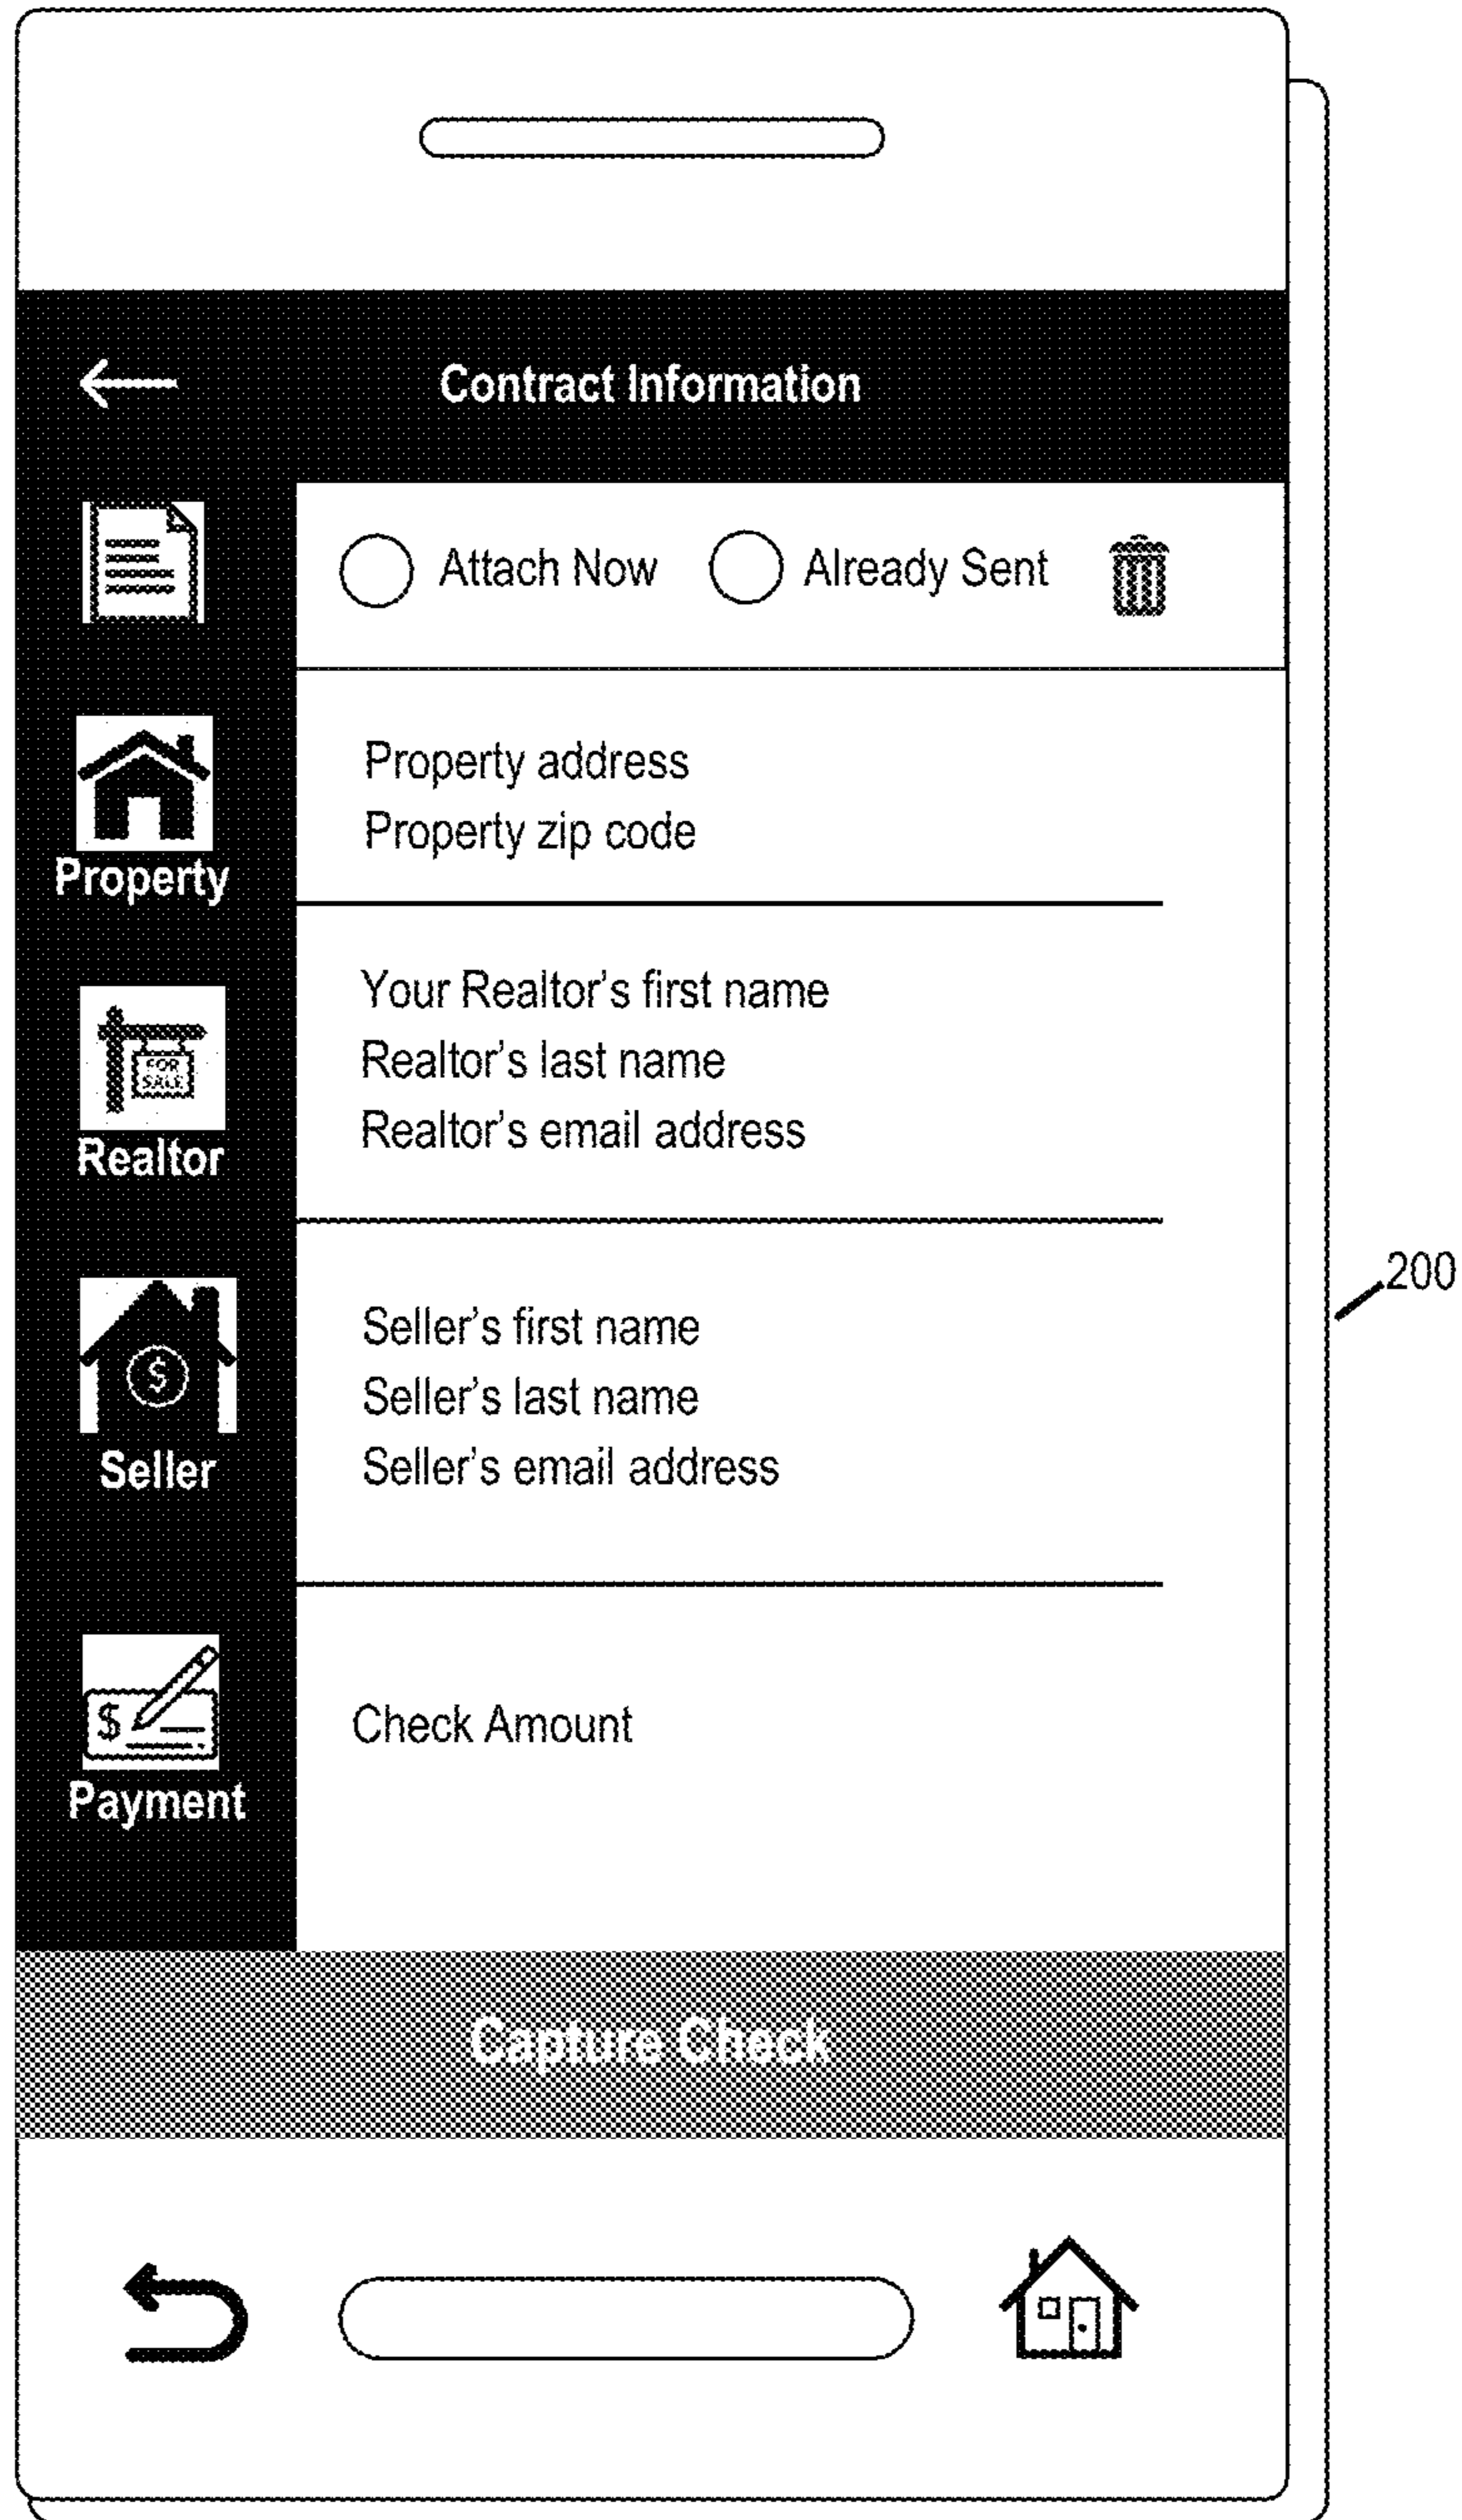 Contract Information
Attach Now Already Sent
Property address
Property zip code
Property
Your Realtor's first name
Realtor's last name
Realtor's email address
FOR
SALE
Realtor
200
Seller's first name
Seller's last name
Seller's email address
$
Seller
Check Amount
$
Payment
Capture Check